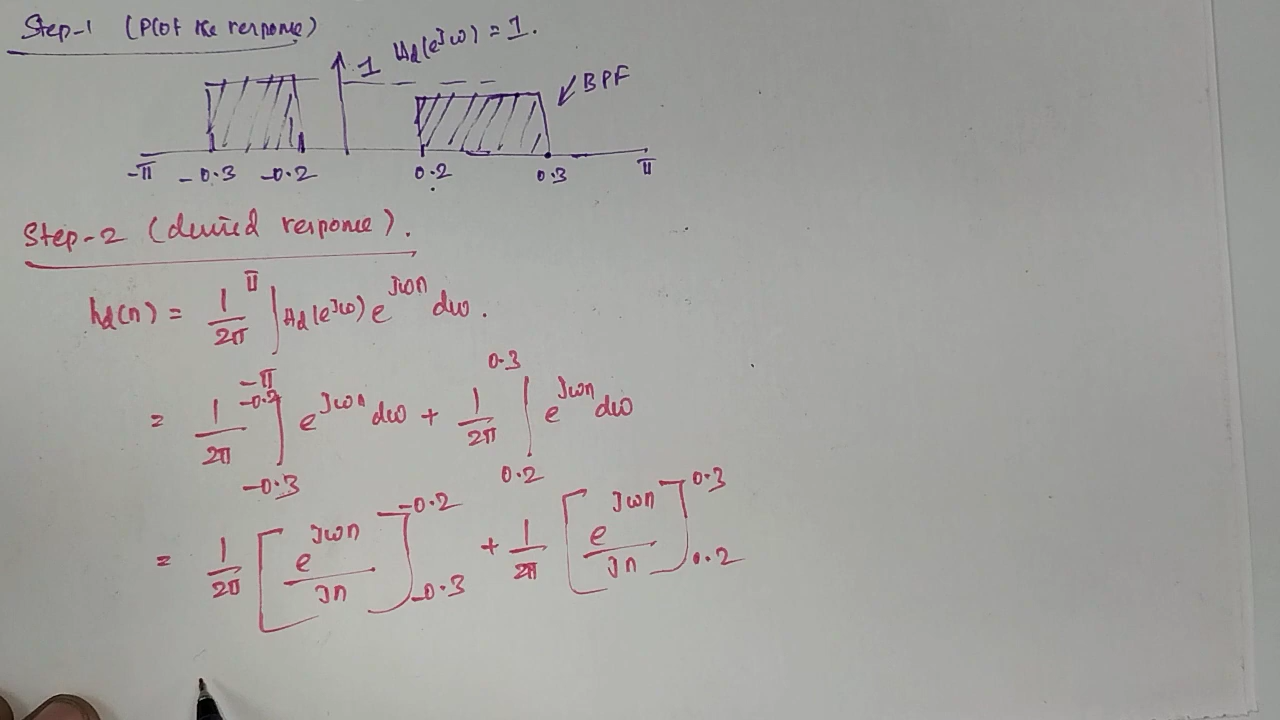 Step-1 (Plot the response)
1 Hd(e^jω) = 1.
BPF
-π -0.3 -0.2 0.2 0.3 π
Step-2 (desired response).
hd(n) = 1/2π ∫_{-π}^{π} Hd(e^jω) e^jωn dω.
= 1/2π ∫_{-0.3}^{-0.2} e^jωn dω + 1/2π ∫_{0.2}^{0.3} e^jωn dω
= 1/2π [e^jωn/jn]_{-0.3}^{-0.2} + 1/2π [e^jωn/jn]_{0.2}^{0.3}